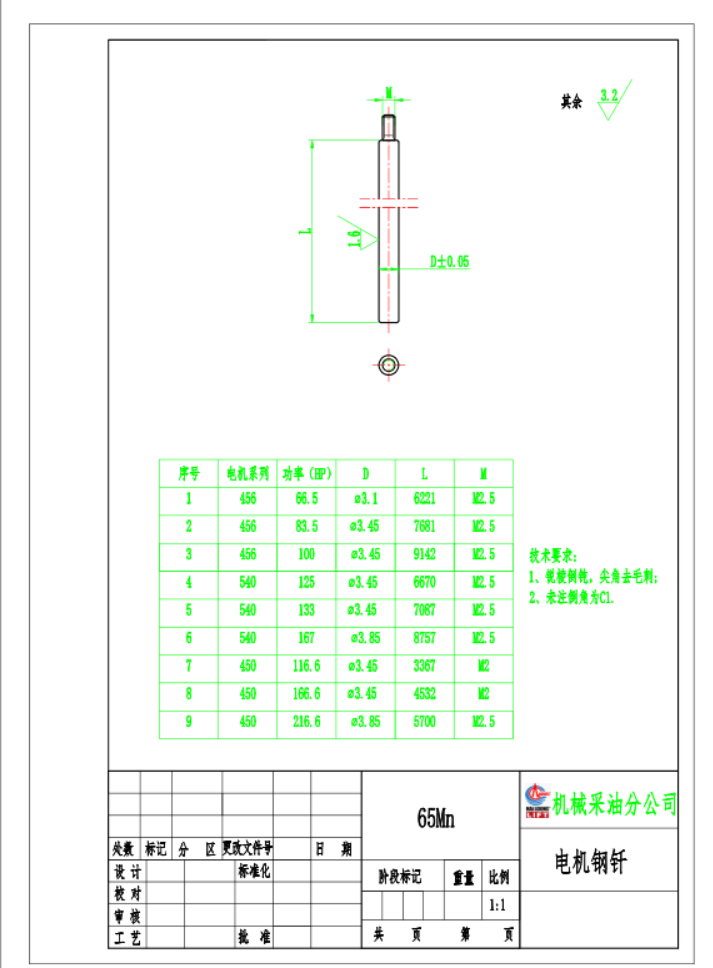 M
其余 3.2
L
1.6
D±0.05
序号 电机系列 功率(HP) D L M
1 456 66.5 ⌀3.1 6221 M2.5
2 456 83.5 ⌀3.45 7681 M2.5
3 456 100 ⌀3.45 9142 M2.5
4 540 125 ⌀3.45 6670 M2.5
5 540 133 ⌀3.45 7087 M2.5
6 540 167 ⌀3.85 8757 M2.5
7 450 116.6 ⌀3.45 3367 M2
8 450 166.6 ⌀3.45 4532 M2
9 450 216.6 ⌀3.85 5700 M2.5
技术要求:
1、锐棱倒钝,尖角去毛刺;
2、未注倒角为C1.
65Mn
LIFT
机械采油分公司
电机钢钎
处数 标记 分 区 更改文件号 日 期
设计 标准化
校对
审核
工艺 批 准
阶段标记 重量 比例
1:1
共 页 第 页